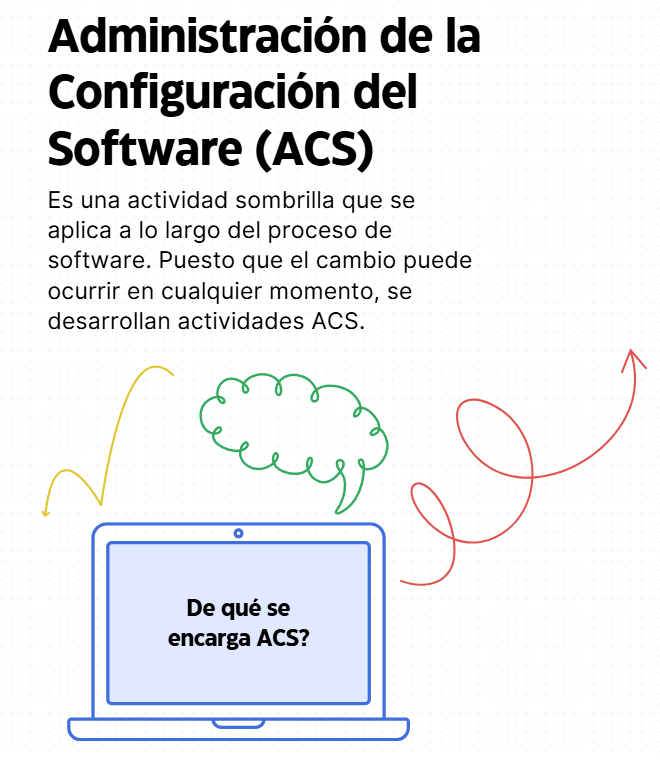 Administración de la
Configuración del
Software (ACS)
Es una actividad sombrilla que se
aplica a lo largo del proceso de
software. Puesto que el cambio puede
ocurrir en cualquier momento, se
desarrollan actividades ACS.
De qué se
encarga ACS?